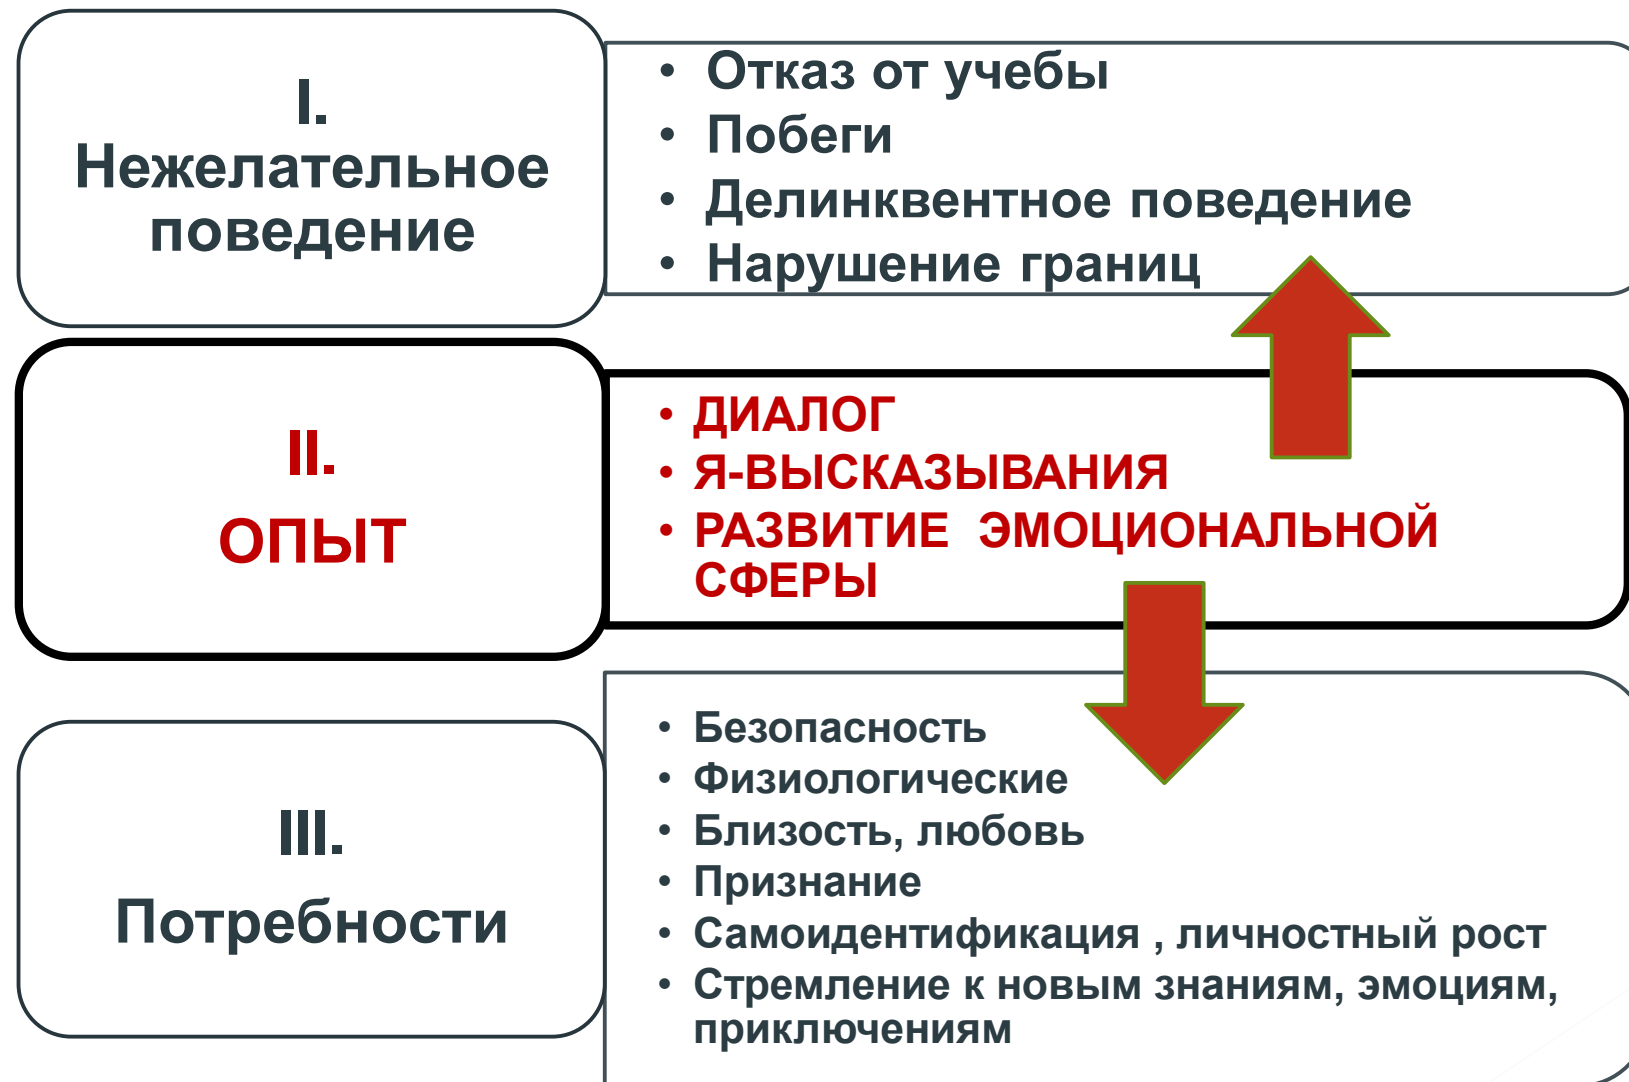 I.
Нежелательное
поведение
• Отказ от учебы
• Побеги
• Делинквентное поведение
• Нарушение границ
II.
ОПЫТ
• ДИАЛОГ
• Я-ВЫСКАЗЫВАНИЯ
• РАЗВИТИЕ ЭМОЦИОНАЛЬНОЙ
СФЕРЫ
III.
Потребности
• Безопасность
• Физиологические
• Близость, любовь
• Признание
• Самоидентификация , личностный рост
• Стремление к новым знаниям, эмоциям,
приключениям